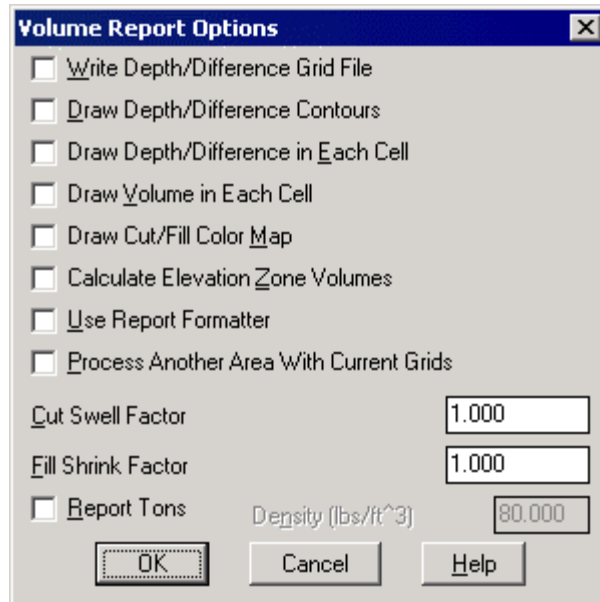 Volume Report Options
Write Depth/Difference Grid File
Draw Depth/Difference Contours
Draw Depth/Difference in Each Cell
Draw Volume in Each Cell
Draw Cut/Fill Color Map
Calculate Elevation Zone Volumes
Use Report Formatter
Process Another Area With Current Grids
Cut Swell Factor 1.000
Fill Shrink Factor 1.000
Report Tons Density (lbs/ft^3) 80.000
OK Cancel Help